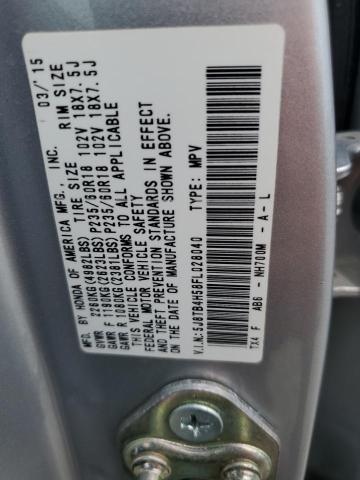 MFD. BY HONDA OF AMERICA MFG., INC. 03/'15
TIRE SIZE RIM SIZE
GVWR 2260KG(4982LBS)
GAWR F 1190KG(2623LBS) P235/60R18 102V 18X7.5J
GAWR R 1080KG(2381LBS) P235/60R18 102V 18X7.5J
THIS VEHICLE CONFORMS TO ALL APPLICABLE
FEDERAL MOTOR VEHICLE SAFETY AND
THEFT PREVENTION STANDARDS IN EFFECT
ON THE DATE OF MANUFACTURE SHOWN ABOVE.
V.I.N:5J8TB4H58FL028040 TYPE: MPV
TX4 F AB6 - NH700M - A - L